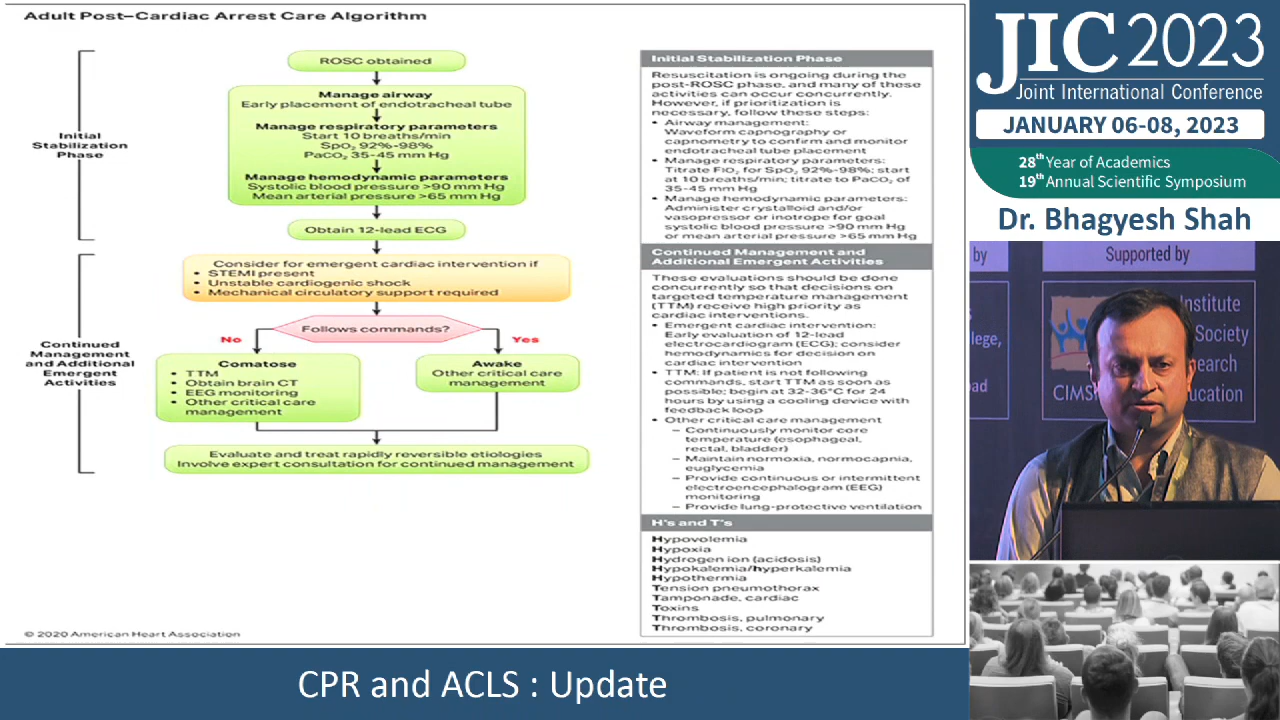 Adult Post–Cardiac Arrest Care Algorithm
Initial
Stabilization
Phase
ROSC obtained
Manage airway
Early placement of endotracheal tube
Manage respiratory parameters
Start 10 breaths/min
SpO₂ 92%-98%
PaCO₂ 35-45 mm Hg
Manage hemodynamic parameters
Systolic blood pressure >90 mm Hg
Mean arterial pressure >65 mm Hg
Obtain 12-lead ECG
Continued
Management
and Additional
Emergent
Activities
Consider for emergent cardiac intervention if
• STEMI present
• Unstable cardiogenic shock
• Mechanical circulatory support required
Follows commands?
No
Yes
Comatose
• TTM
• Obtain brain CT
• EEG monitoring
• Other critical care
management
Awake
Other critical care
management
Evaluate and treat rapidly reversible etiologies
Involve expert consultation for continued management
© 2020 American Heart Association
Initial Stabilization Phase
Resuscitation is ongoing during the
post-ROSC phase, and many of these
activities can occur concurrently.
However, if prioritization is
necessary, follow these steps:
• Airway management:
Waveform capnography or
capnometry to confirm and monitor
endotracheal tube placement
• Manage respiratory parameters:
Titrate FIO₂ for SpO₂ 92%-98%; start
at 10 breaths/min; titrate to PaCO₂ of
35-45 mm Hg
• Manage hemodynamic parameters:
Administer crystalloid and/or
vasopressor or inotrope for goal
systolic blood pressure >90 mm Hg
or mean arterial pressure >65 mm Hg
Continued Management and
Additional Emergent Activities
These evaluations should be done
concurrently so that decisions on
targeted temperature management
(TTM) receive high priority as
cardiac interventions.
• Emergent cardiac intervention:
Early evaluation of 12-lead
electrocardiogram (ECG); consider
hemodynamics for decision on
cardiac intervention
• TTM: If patient is not following
commands, start TTM as soon as
possible; begin at 32-36°C for 24
hours by using a cooling device with
feedback loop
• Other critical care management
– Continuously monitor core
temperature (esophageal,
rectal, bladder)
– Maintain normoxia, normocapnia,
euglycemia
– Provide continuous or intermittent
electroencephalogram (EEG)
monitoring
– Provide lung-protective ventilation
H's and T's
Hypovolemia
Hypoxia
Hydrogen ion (acidosis)
Hypokalemia/hyperkalemia
Hypothermia
Tension pneumothorax
Tamponade, cardiac
Toxins
Thrombosis, pulmonary
Thrombosis, coronary
JIC 2023
Joint International Conference
JANUARY 06-08, 2023
28th Year of Academics
19th Annual Scientific Symposium
Dr. Bhagyesh Shah
by
Supported by
Institute
Society
CIMS
CPR and ACLS : Update